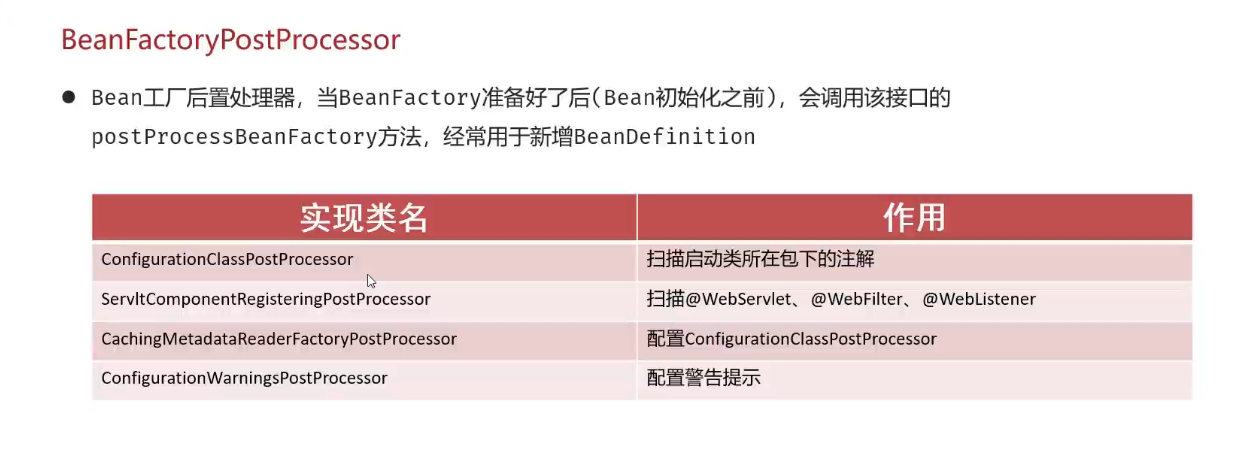 BeanFactoryPostProcessor
● Bean工厂后置处理器，当BeanFactory准备好了后(Bean初始化之前)，会调用该接口的
postProcessBeanFactory方法，经常用于新增BeanDefinition
实现类名 作用
ConfigurationClassPostProcessor 扫描启动类所在包下的注解
ServltComponentRegisteringPostProcessor 扫描@WebServlet、@WebFilter、@WebListener
CachingMetadataReaderFactoryPostProcessor 配置ConfigurationClassPostProcessor
ConfigurationWarningsPostProcessor 配置警告提示